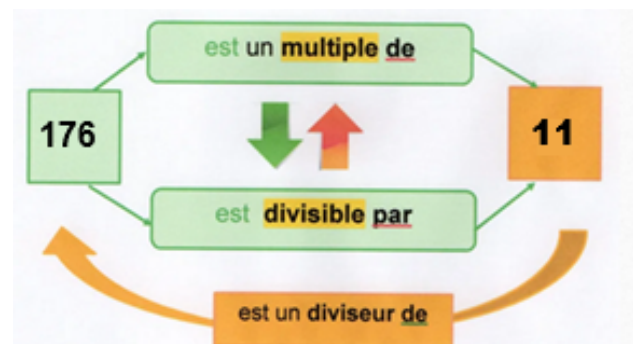 est un multiple de
176
11
est divisible par
est un diviseur de